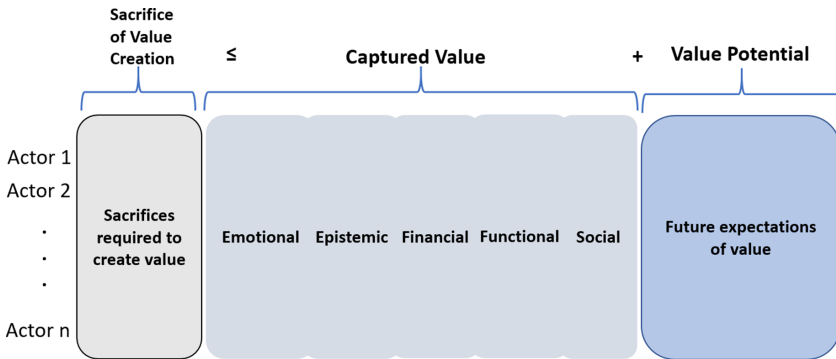 Sacrifice
of Value
Creation
≤
Captured Value
+
Value Potential
Actor 1
Actor 2
.
.
.
Actor n
Sacrifices
required to
create value
Emotional
Epistemic
Financial
Functional
Social
Future expectations
of value